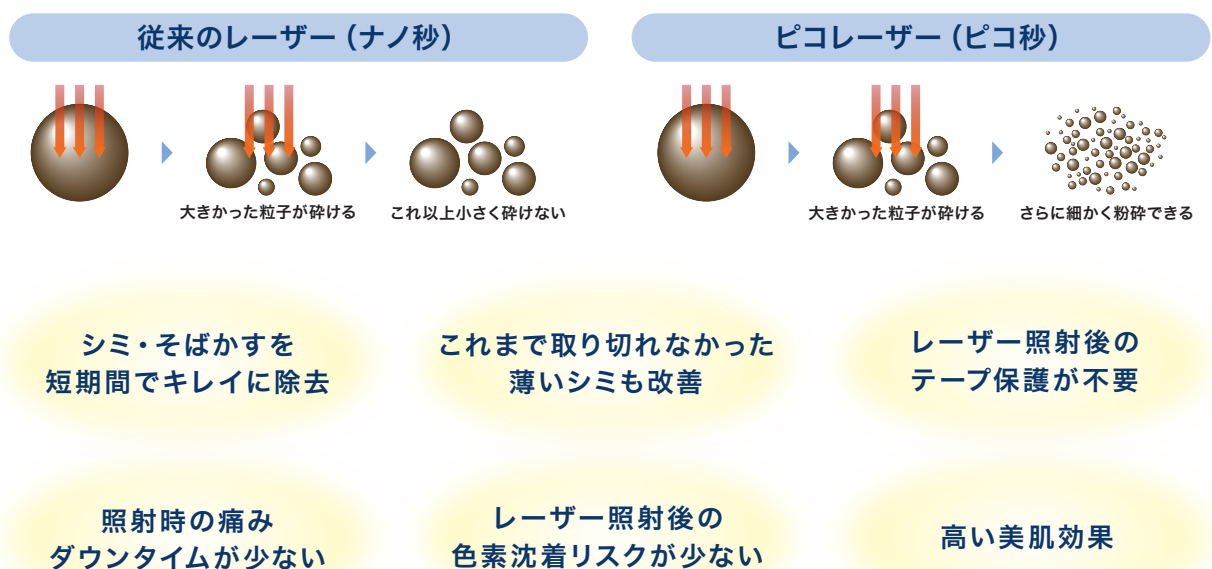 従来のレーザー（ナノ秒）
ピコレーザー（ピコ秒）
大きかった粒子が砕ける
これ以上小さく砕けない
大きかった粒子が砕ける
さらに細かく粉砕できる
シミ・そばかすを
短期間でキレイに除去
これまで取り切れなかった
薄いシミも改善
レーザー照射後の
テープ保護が不要
照射時の痛み
ダウンタイムが少ない
レーザー照射後の
色素沈着リスクが少ない
高い美肌効果